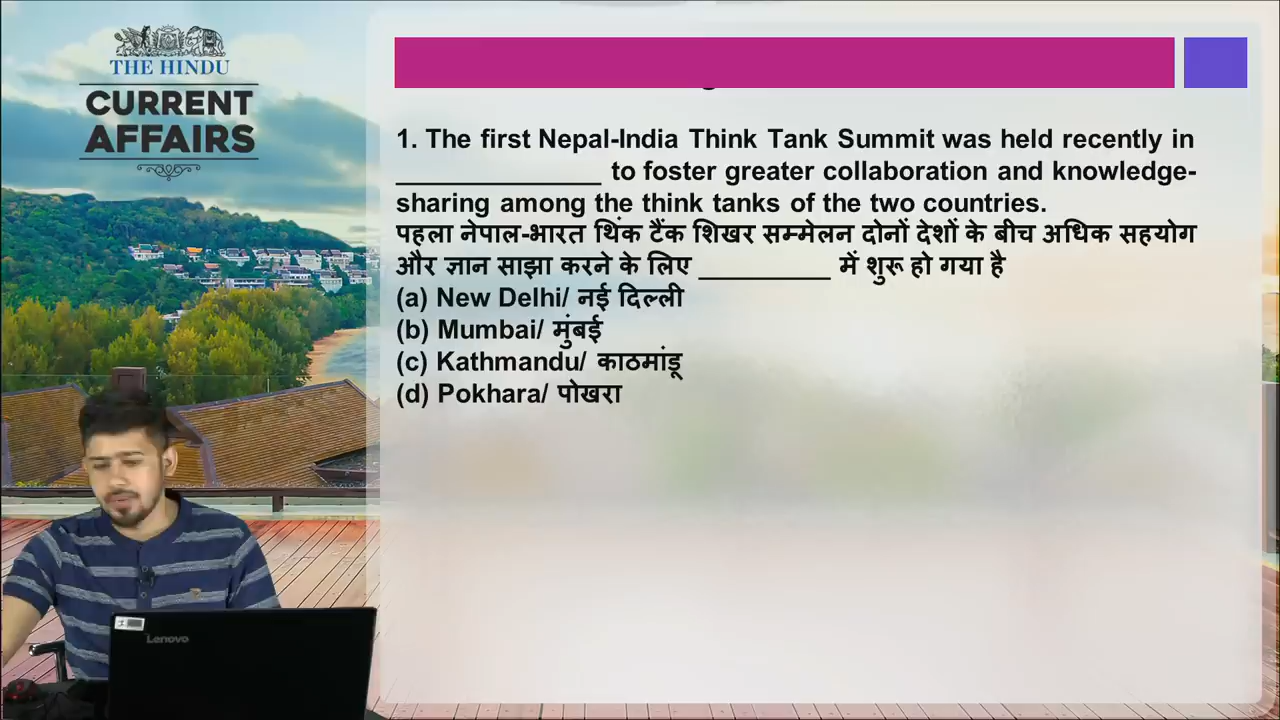 THE HINDU
CURRENT
AFFAIRS
1. The first Nepal-India Think Tank Summit was held recently in
______________ to foster greater collaboration and knowledge-
sharing among the think tanks of the two countries.
पहला नेपाल-भारत थिंक टैंक शिखर सम्मेलन दोनों देशों के बीच अधिक सहयोग
और ज्ञान साझा करने के लिए _________ में शुरू हो गया है
(a) New Delhi/ नई दिल्ली
(b) Mumbai/ मुंबई
(c) Kathmandu/ काठमांडू
(d) Pokhara/ पोखरा
Lenovo